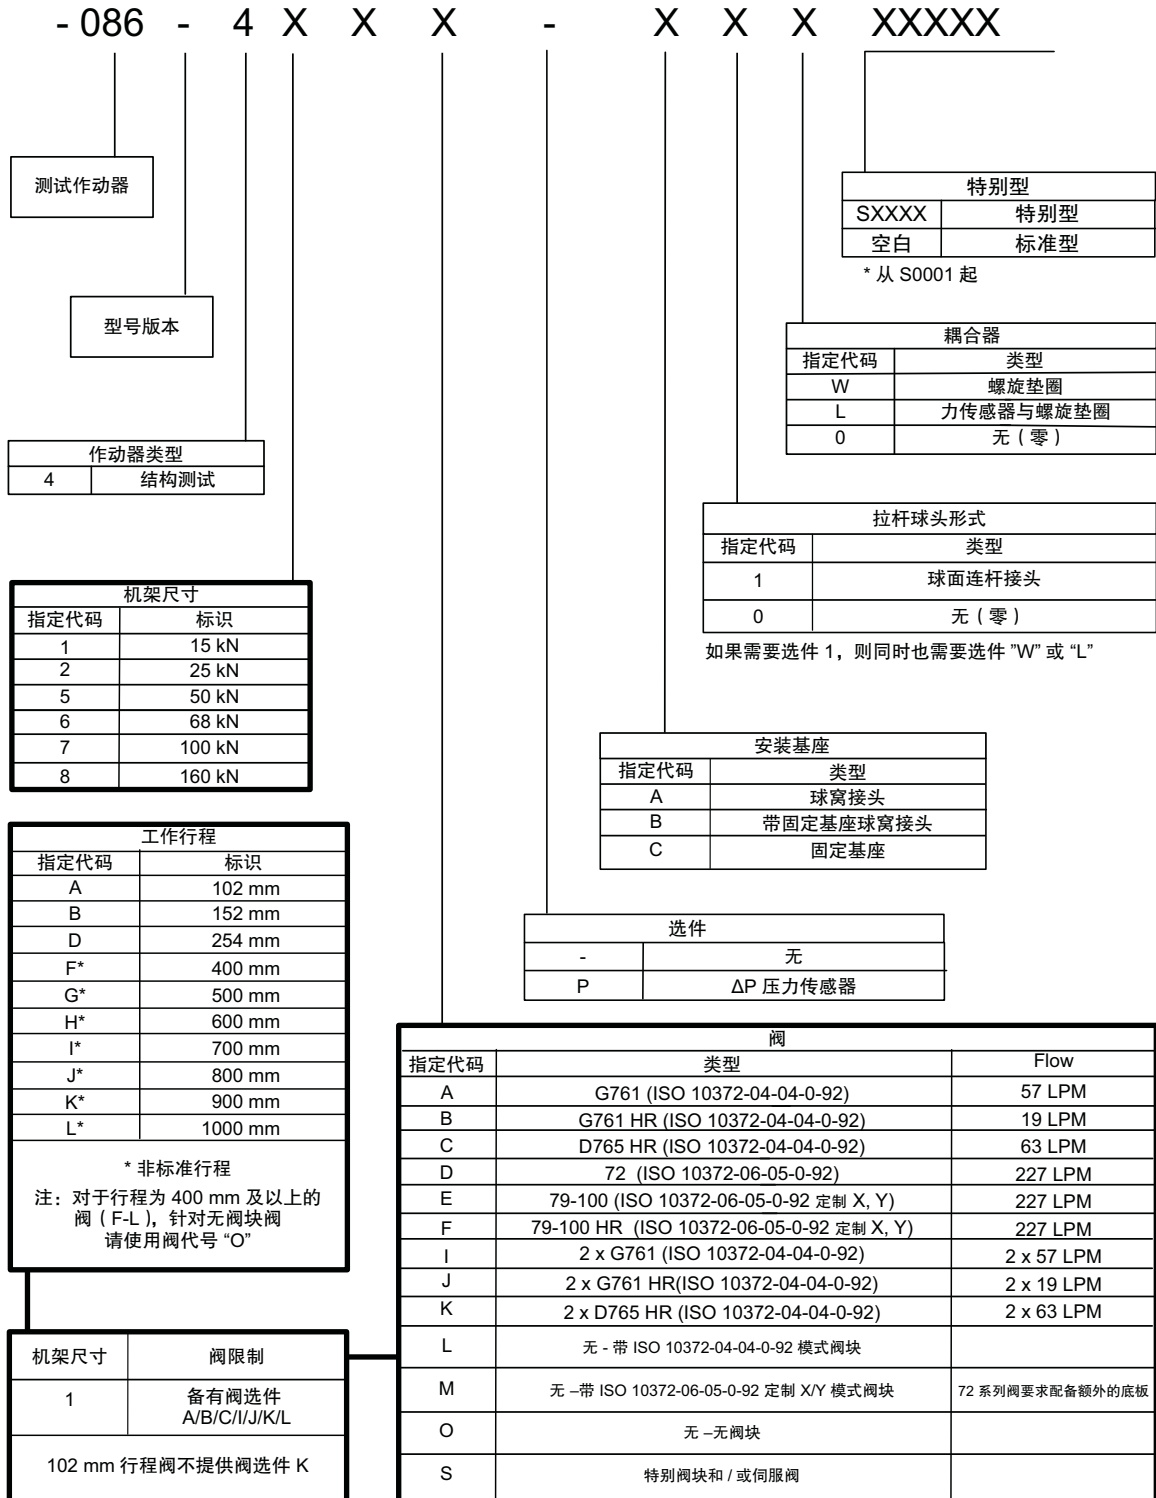 - 086 - 4 X X X - X X X XXXXX
测试作动器
型号版本
作动器类型
4 结构测试
机架尺寸
指定代码 标识
1 15 kN
2 25 kN
5 50 kN
6 68 kN
7 100 kN
8 160 kN
工作行程
指定代码 标识
A 102 mm
B 152 mm
D 254 mm
F* 400 mm
G* 500 mm
H* 600 mm
I* 700 mm
J* 800 mm
K* 900 mm
L* 1000 mm
* 非标准行程
注：对于行程为 400 mm 及以上的
阀（F-L），针对无阀块阀
请使用阀代号 “O”
机架尺寸 阀限制
1 备有阀选件
A/B/C/I/J/K/L
102 mm 行程阀不提供阀选件 K
特别型
SXXXX 特别型
空白 标准型
* 从 S0001 起
耦合器
指定代码 类型
W 螺旋垫圈
L 力传感器与螺旋垫圈
0 无（零）
拉杆球头形式
指定代码 类型
1 球面连杆接头
0 无（零）
如果需要选件 1，则同时也需要选件 ”W” 或 “L”
安装基座
指定代码 类型
A 球窝接头
B 带固定基座球窝接头
C 固定基座
选件
- 无
P ΔP 压力传感器
阀
指定代码 类型 Flow
A G761 (ISO 10372-04-04-0-92) 57 LPM
B G761 HR (ISO 10372-04-04-0-92) 19 LPM
C D765 HR (ISO 10372-04-04-0-92) 63 LPM
D 72 (ISO 10372-06-05-0-92) 227 LPM
E 79-100 (ISO 10372-06-05-0-92 定制 X, Y) 227 LPM
F 79-100 HR (ISO 10372-06-05-0-92 定制 X, Y) 227 LPM
I 2 x G761 (ISO 10372-04-04-0-92) 2 x 57 LPM
J 2 x G761 HR(ISO 10372-04-04-0-92) 2 x 19 LPM
K 2 x D765 HR (ISO 10372-04-04-0-92) 2 x 63 LPM
L 无 - 带 ISO 10372-04-04-0-92 模式阀块
M 无 –带 ISO 10372-06-05-0-92 定制 X/Y 模式阀块 72 系列阀要求配备额外的底板
O 无 –无阀块
S 特别阀块和 / 或伺服阀